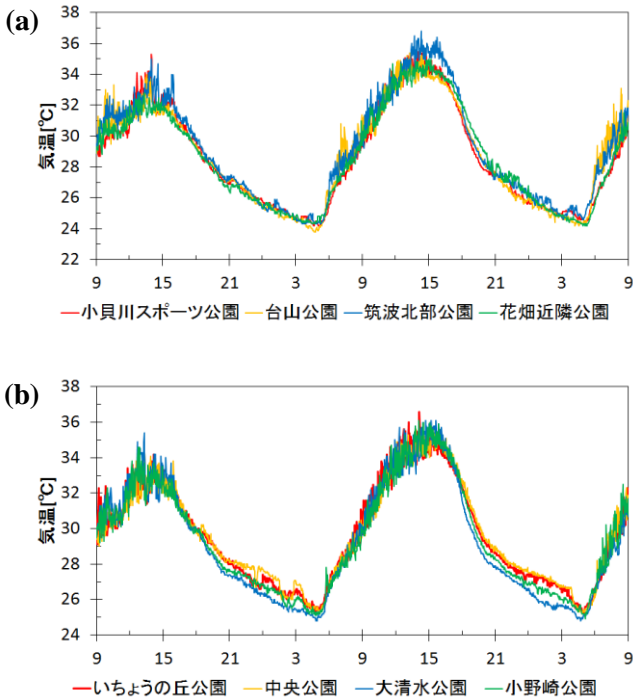 (a)
38
36
34
32
30
28
26
24
22
気温[℃]
9 15 21 3 9 15 21 3 9
小貝川スポーツ公園 台山公園 筑波北部公園 花畑近隣公園
(b)
38
36
34
32
30
28
26
24
気温[℃]
9 15 21 3 9 15 21 3 9
いちょうの丘公園 中央公園 大清水公園 小野崎公園